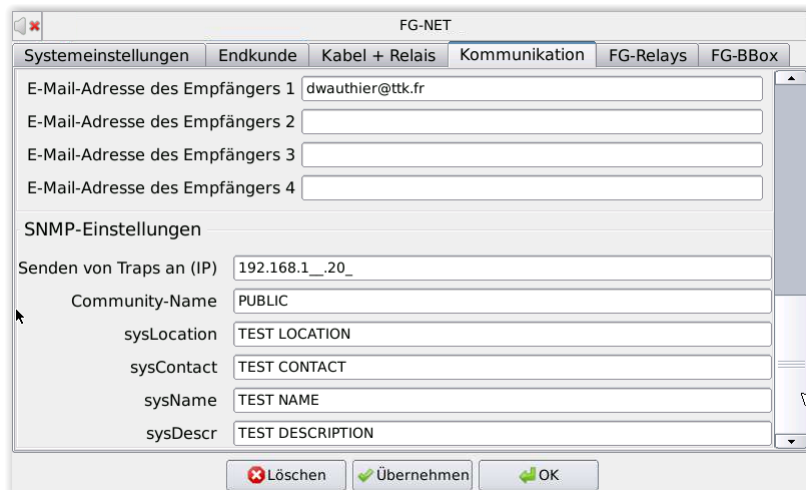 FG-NET
Systemeinstellungen Endkunde Kabel + Relais Kommunikation FG-Relays FG-BBox
E-Mail-Adresse des Empfängers 1 dwauthier@ttk.fr
E-Mail-Adresse des Empfängers 2
E-Mail-Adresse des Empfängers 3
E-Mail-Adresse des Empfängers 4
SNMP-Einstellungen
Senden von Traps an (IP) 192.168.1__.20_
Community-Name PUBLIC
sysLocation TEST LOCATION
sysContact TEST CONTACT
sysName TEST NAME
sysDescr TEST DESCRIPTION
Löschen Übernehmen OK